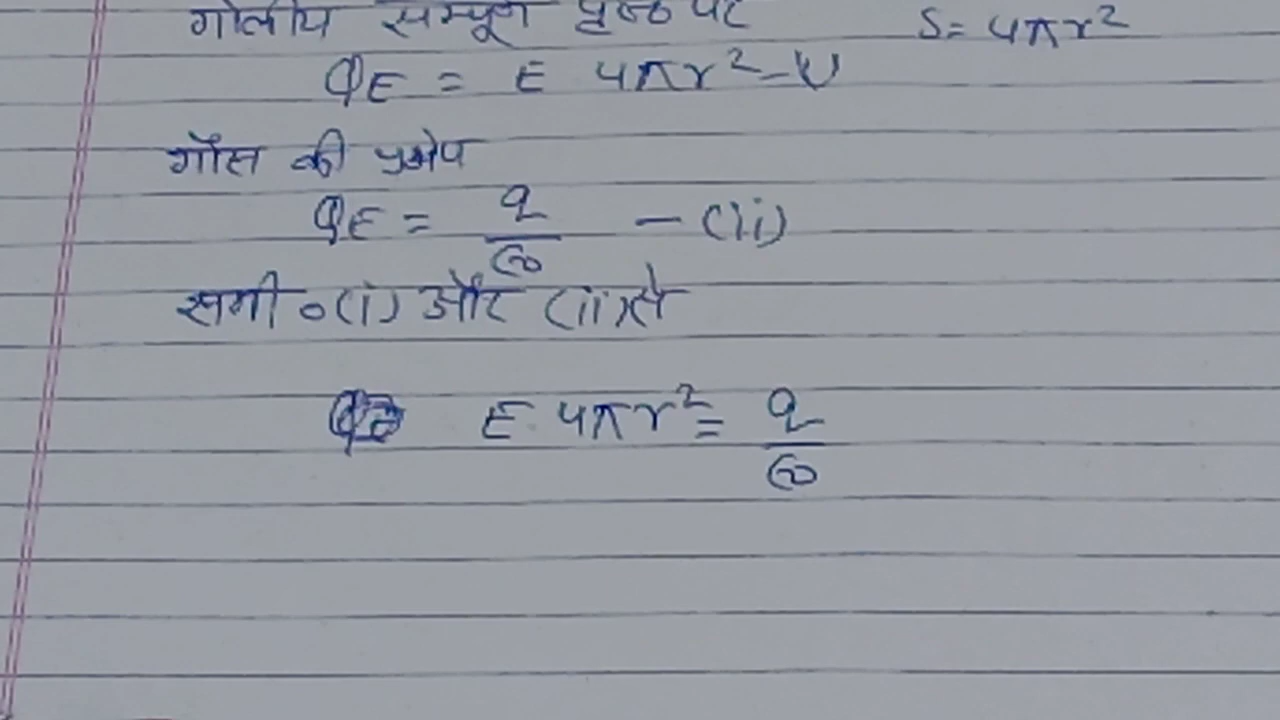 गोलीय सम्पूर्ण पृष्ठ पर S= 4πr²
ϕE = E 4πr² –(i)
गॉस की प्रमेय
ϕE = q/ϵ0 – (ii)
समी०(i) और (ii)से
E 4πr² = q/ϵ0